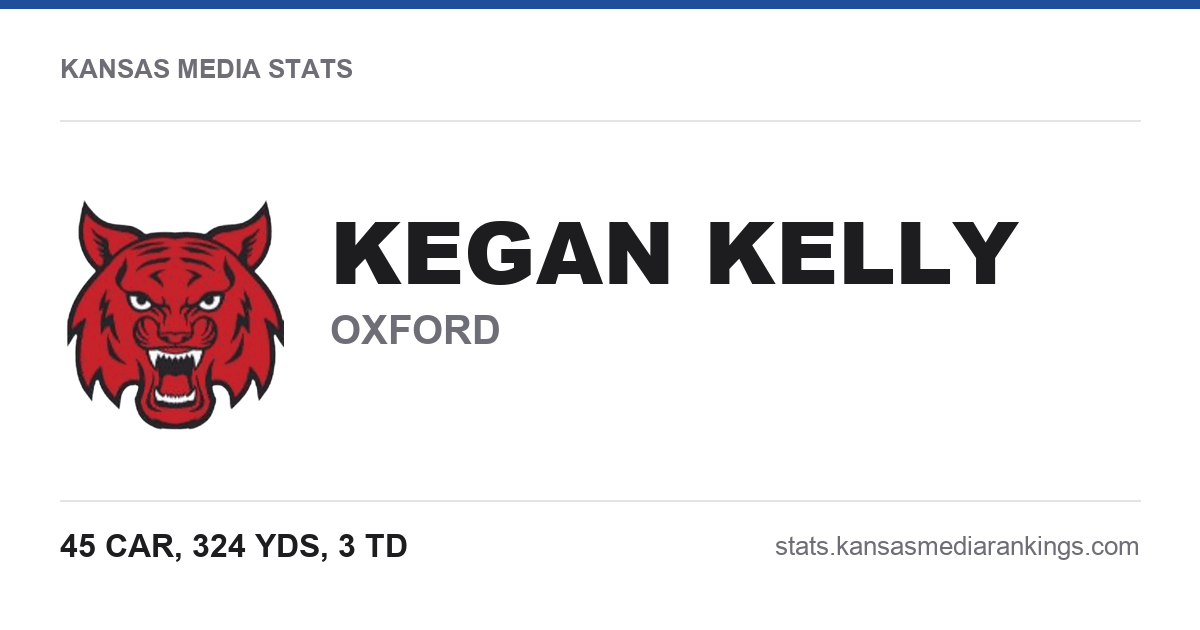 KANSAS MEDIA STATS
KEGAN KELLY
OXFORD
45 CAR, 324 YDS, 3 TD
stats.kansasmediarankings.com